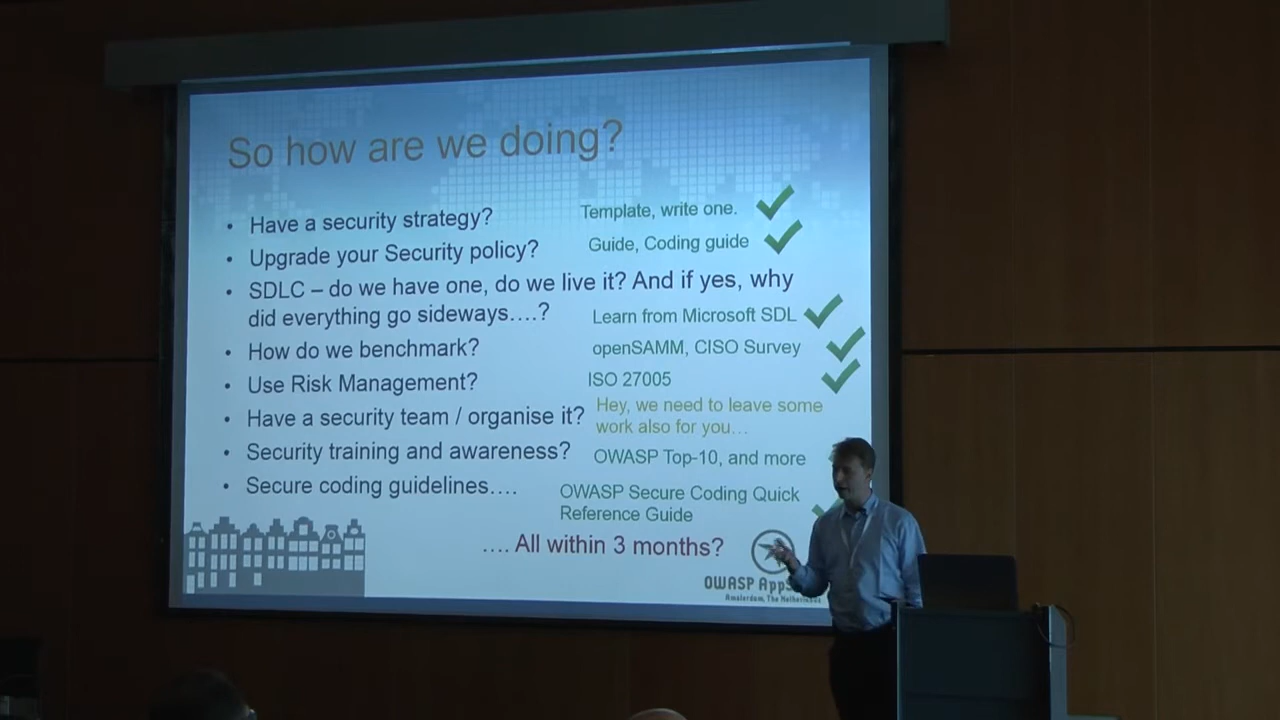 So how are we doing?
• Have a security strategy? Template, write one.
• Upgrade your Security policy? Guide, Coding guide
• SDLC – do we have one, do we live it? And if yes, why
did everything go sideways….? Learn from Microsoft SDL
• How do we benchmark? openSAMM, CISO Survey
• Use Risk Management? ISO 27005
• Have a security team / organise it? Hey, we need to leave some
work also for you…
• Security training and awareness? OWASP Top-10, and more
• Secure coding guidelines…. OWASP Secure Coding Quick
Reference Guide
…. All within 3 months?
OWASP AppS
Amsterdam, The Netherlands